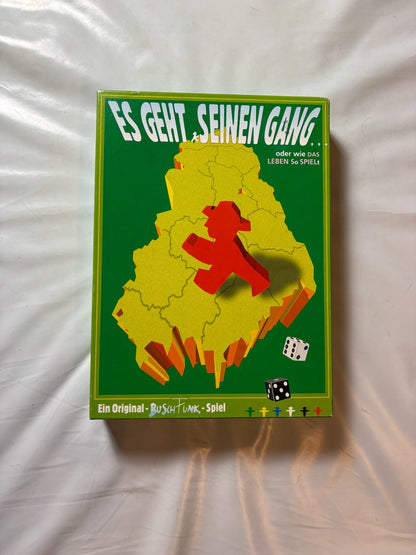 ES GEHT SEINEN GANG...
oder wie DAS
LEBEN So SPIELt
Ein Original - BUSCHFUNK - Spiel